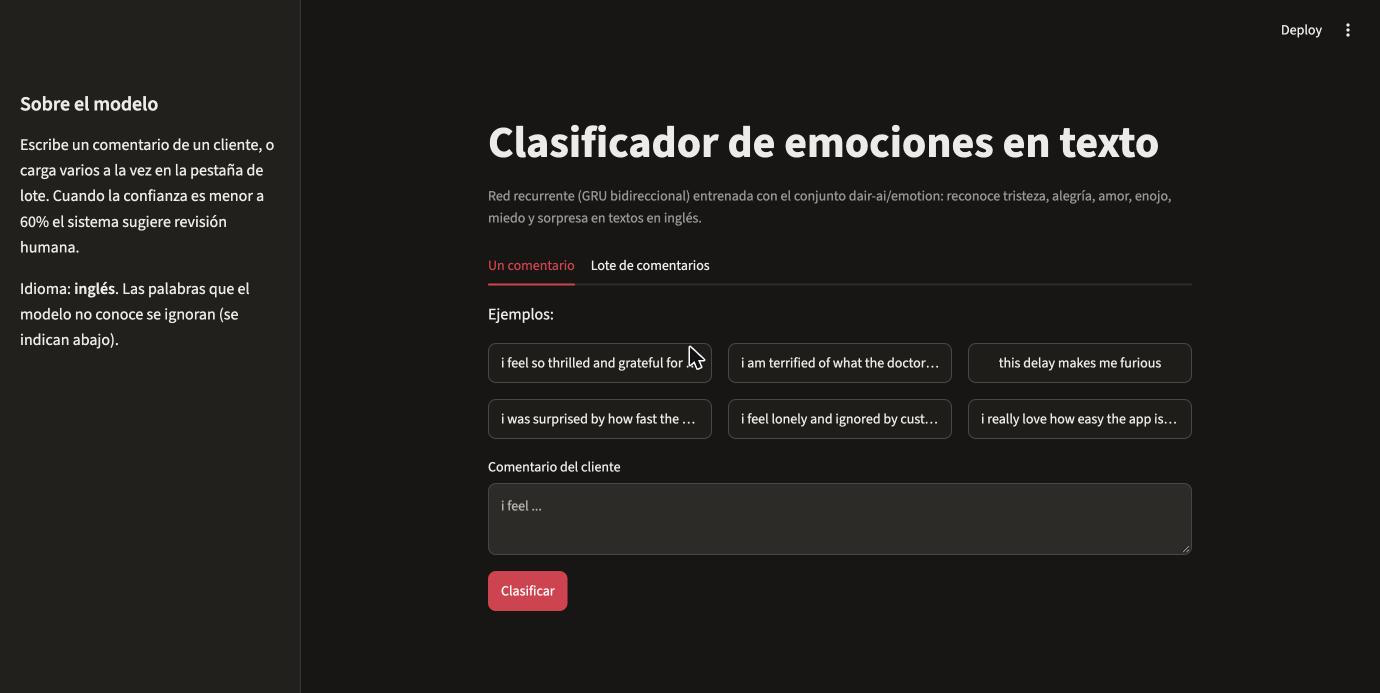 Deploy
Sobre el modelo
Escribe un comentario de un cliente, o
carga varios a la vez en la pestaña de
lote. Cuando la confianza es menor a
60% el sistema sugiere revisión
humana.
Idioma: inglés. Las palabras que el
modelo no conoce se ignoran (se
indican abajo).
Clasificador de emociones en texto
Red recurrente (GRU bidireccional) entrenada con el conjunto dair-ai/emotion: reconoce tristeza, alegría, amor, enojo,
miedo y sorpresa en textos en inglés.
Un comentario
Lote de comentarios
Ejemplos:
i feel so thrilled and grateful for ...
i am terrified of what the doctor...
this delay makes me furious
i was surprised by how fast the ...
i feel lonely and ignored by cust...
i really love how easy the app is...
Comentario del cliente
i feel ...
Clasificar